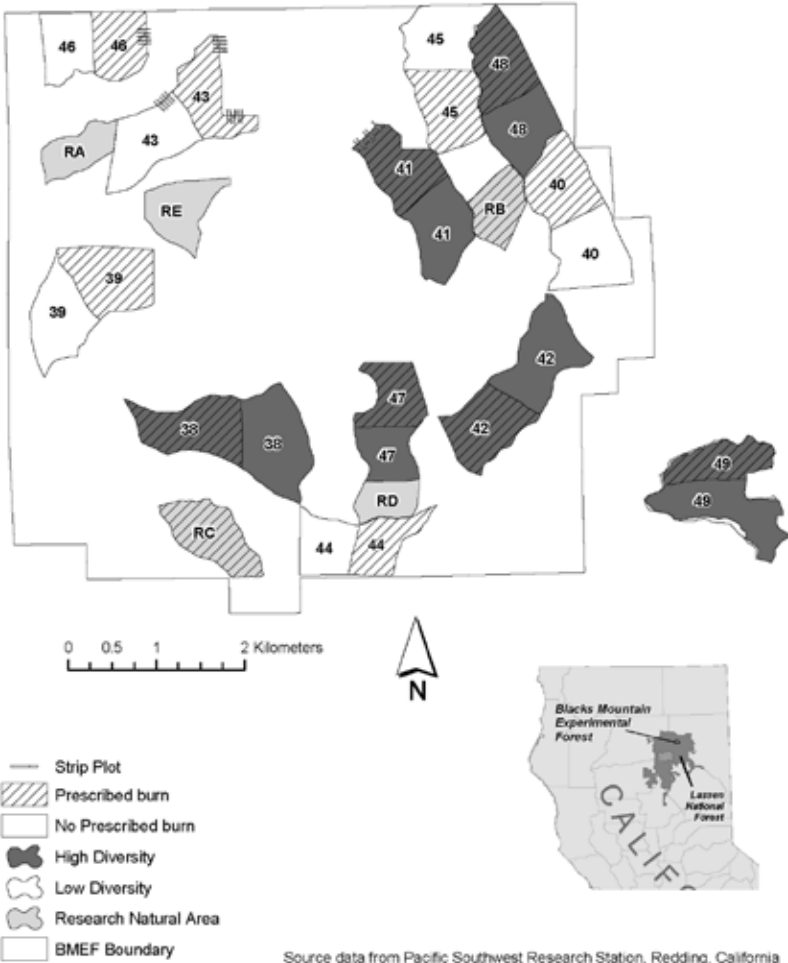 46
46
45
48
43
45
43
48
RA
41
40
RE
RB
41
40
39
39
42
47
38
38
42
47
49
RD
49
RC
44
44
0 0.5 1 2 Kilometers
N
Blacks Mountain
Experimental
Forest
Lassen
National
Forest
CALIFO
Strip Plot
Prescribed burn
No Prescribed burn
High Diversity
Low Diversity
Research Natural Area
BMEF Boundary
Source data from Pacific Southwest Research Station, Redding, California